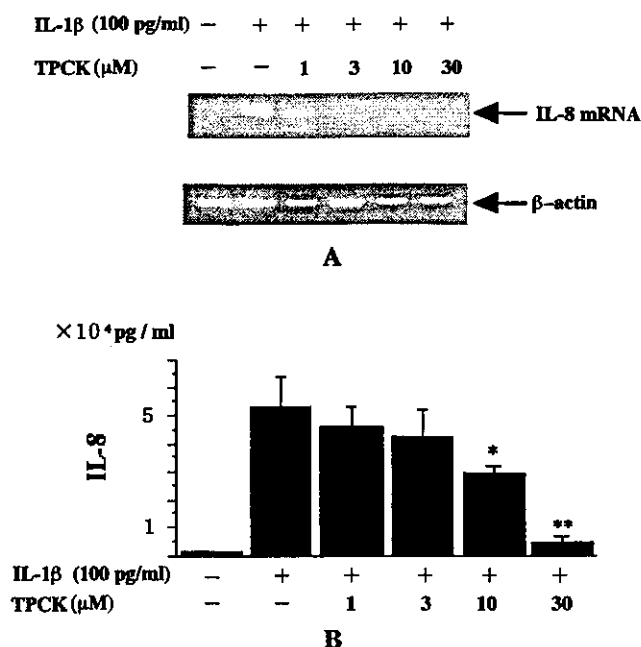 IL-1β (100 pg/ml) – + + + + +
TPCK (μM) – – 1 3 10 30
IL-8 mRNA
β-actin
A
×10⁴ pg / ml
5
*
IL-8
1
**
IL-1β (100 pg/ml) – + + + + +
TPCK (μM) – – 1 3 10 30
B